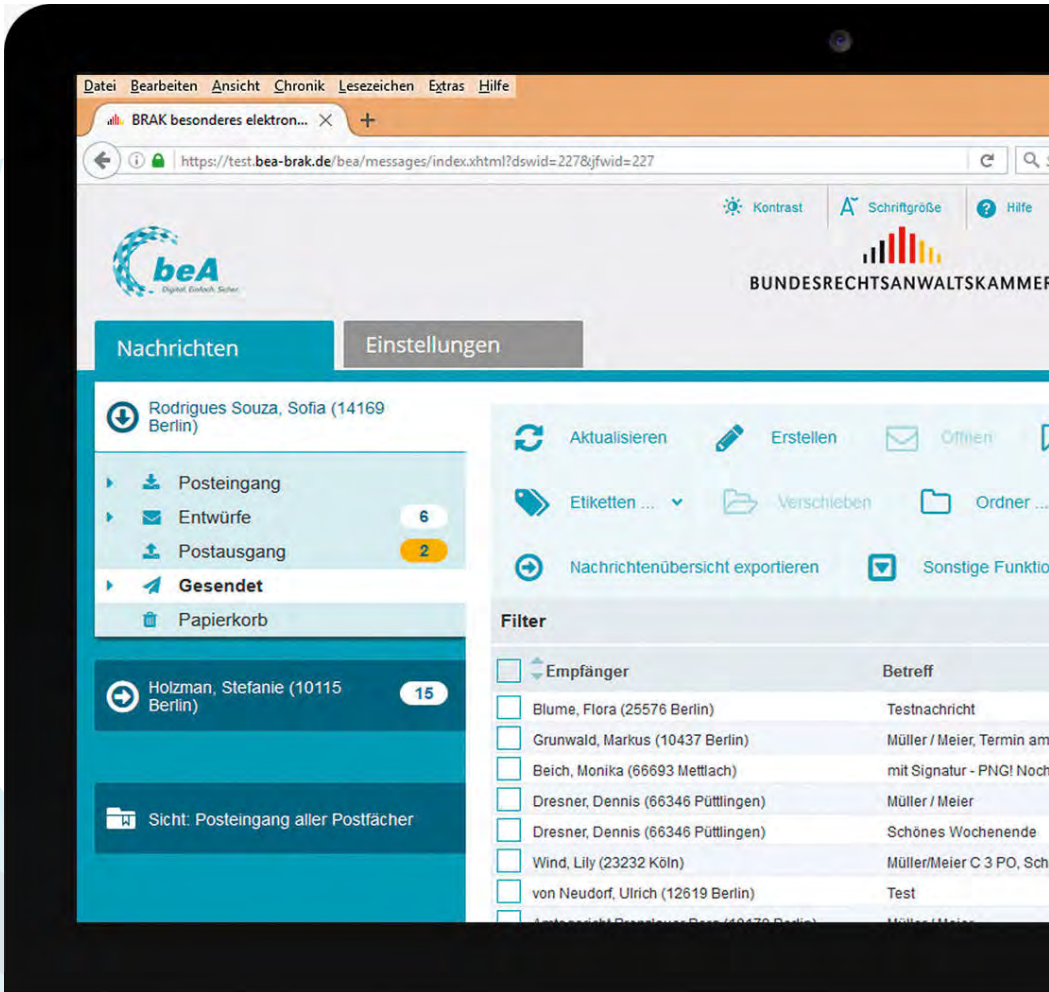 Datei Bearbeiten Ansicht Chronik Lesezeichen Extras Hilfe
BRAK besonderes elektron...
https://test.bea-brak.de/bea/messages/index.xhtml?dswid=227&jfwid=227
Kontrast Schriftgröße Hilfe
beA
Digital. Einfach. Sicher.
BUNDESRECHTSANWALTSKAMMER
Nachrichten Einstellungen
Rodrigues Souza, Sofia (14169
Berlin)
Posteingang
Entwürfe 6
Postausgang 2
Gesendet
Papierkorb
Holzman, Stefanie (10115
Berlin) 15
Sicht: Posteingang aller Postfächer
Aktualisieren Erstellen Öffnen
Etiketten ... Verschieben Ordner ...
Nachrichtenübersicht exportieren Sonstige Funktio
Filter
Empfänger Betreff
Blume, Flora (25576 Berlin) Testnachricht
Grunwald, Markus (10437 Berlin) Müller / Meier, Termin am
Beich, Monika (66693 Mettlach) mit Signatur - PNG! Noch
Dresner, Dennis (66346 Püttlingen) Müller / Meier
Dresner, Dennis (66346 Püttlingen) Schönes Wochenende
Wind, Lily (23232 Köln) Müller/Meier C 3 PO, Sch
von Neudorf, Ulrich (12619 Berlin) Test